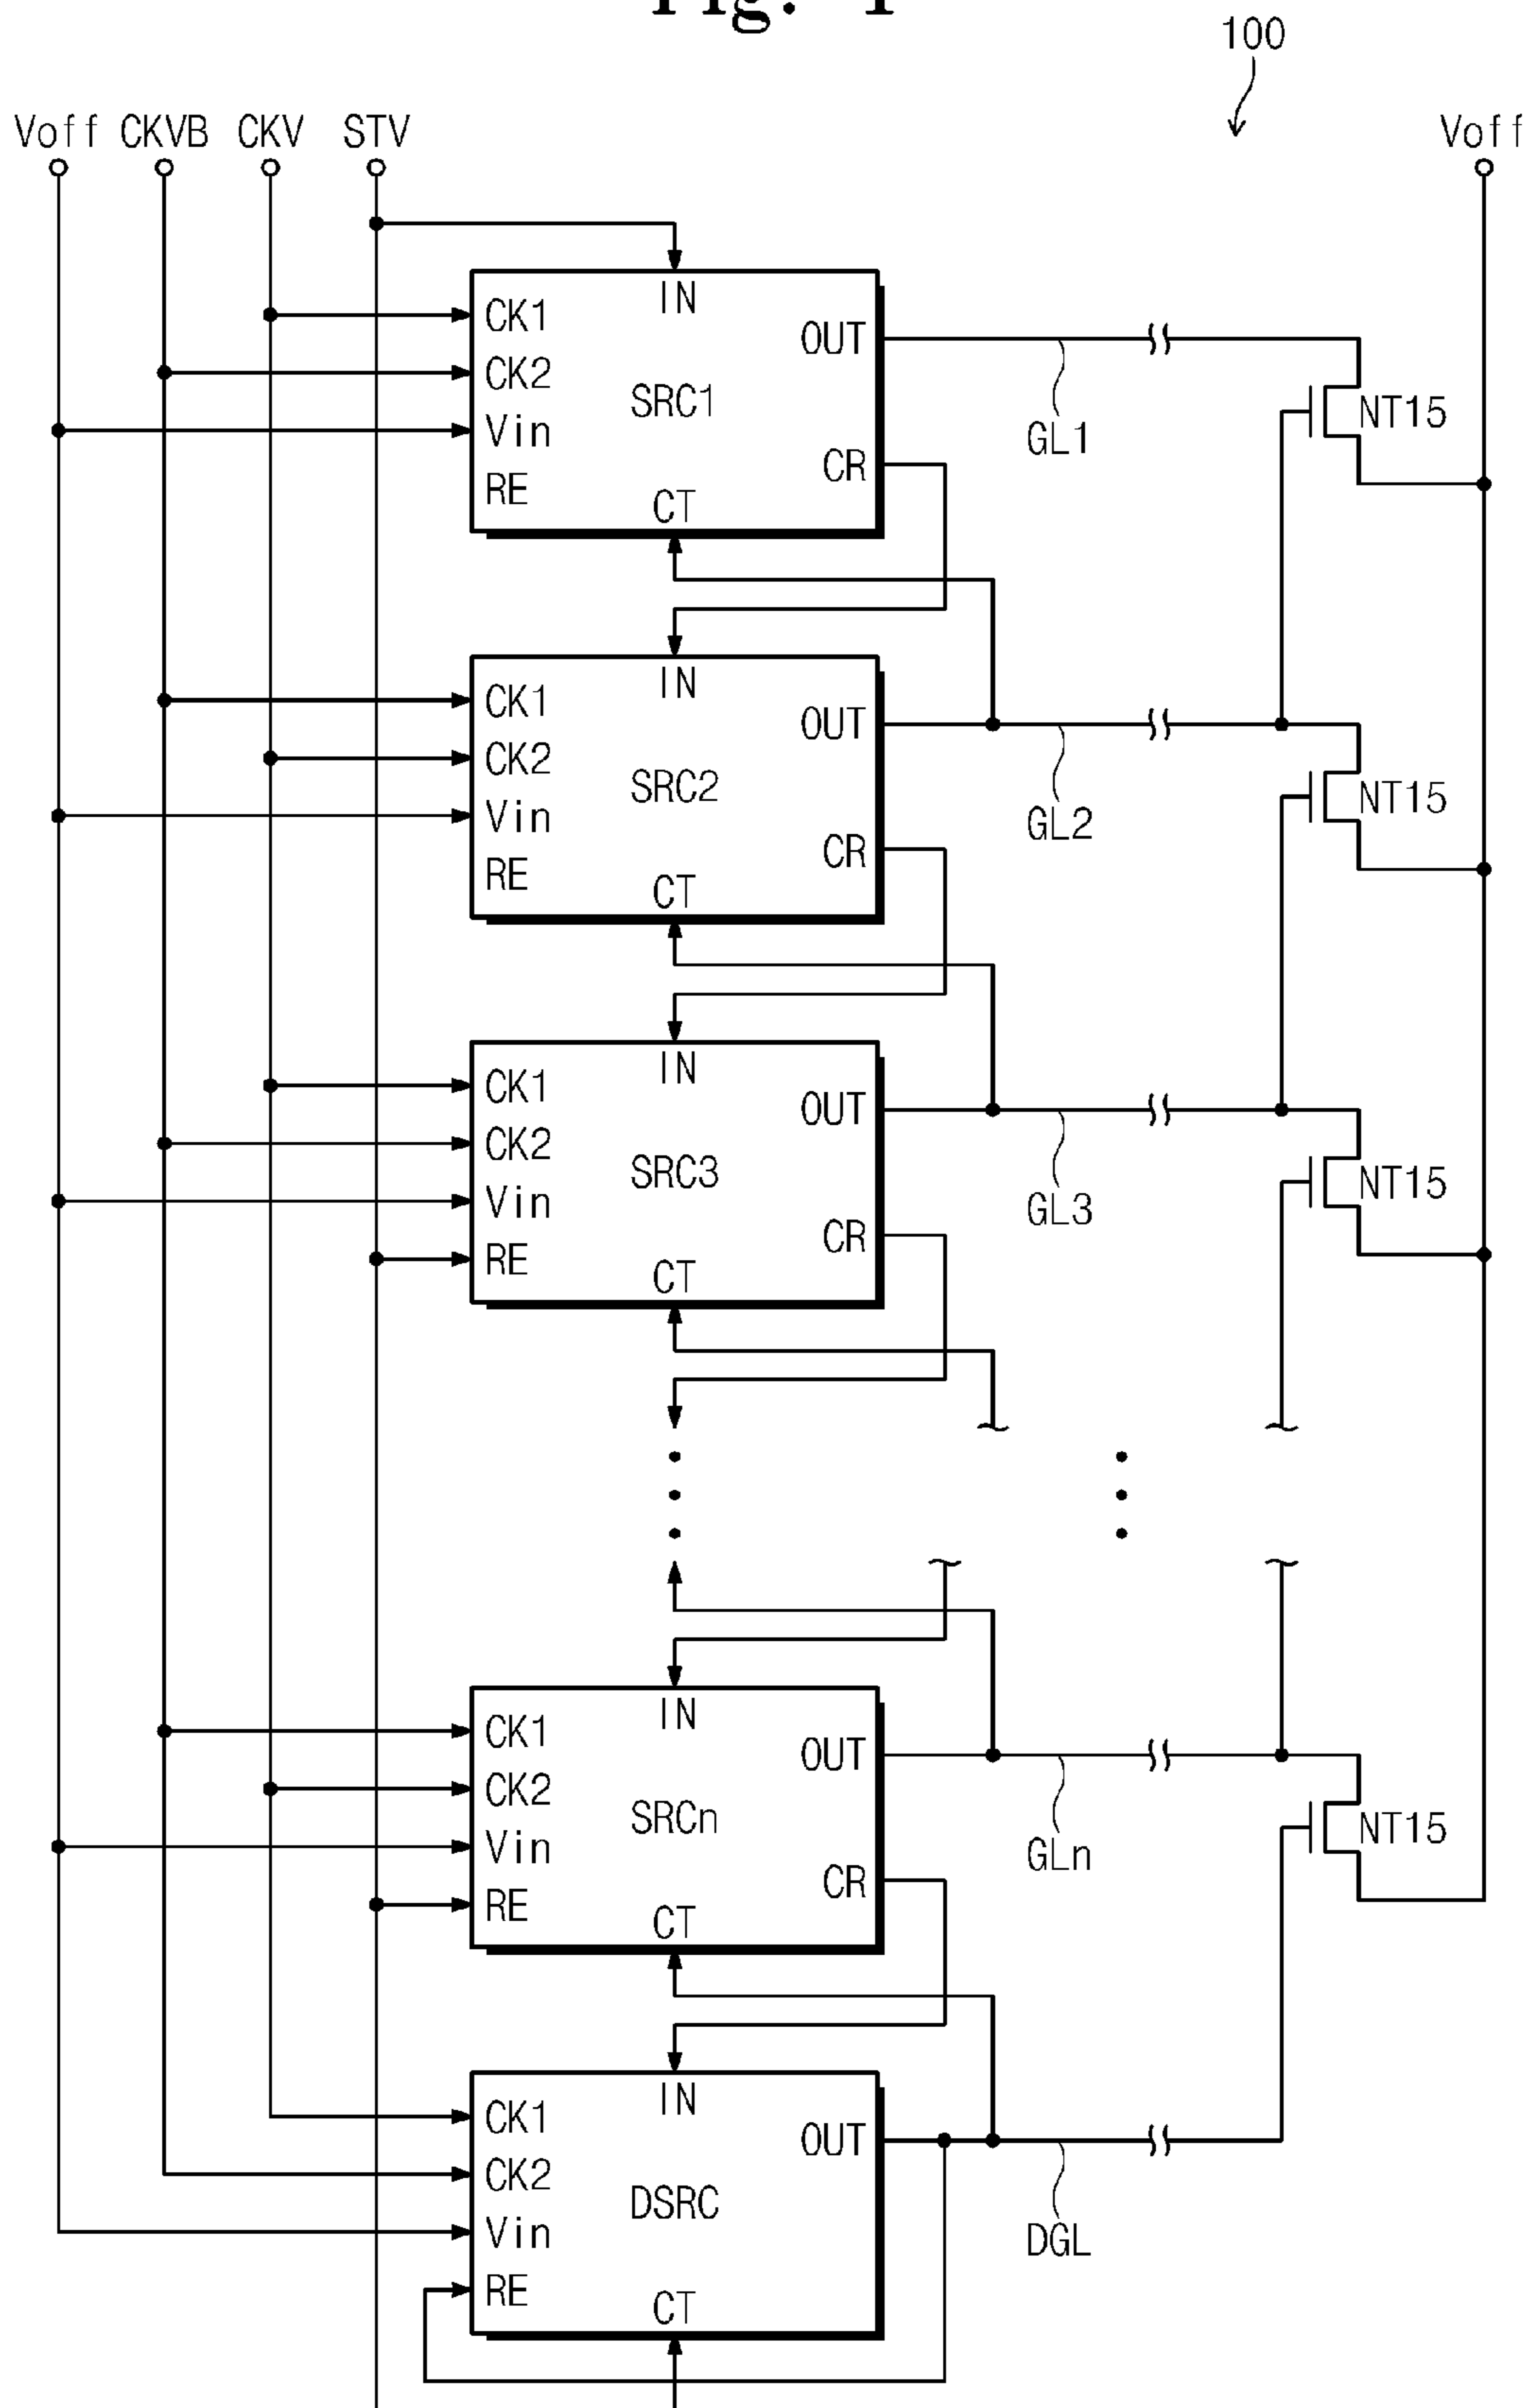 Fig. 1
100
Voff CKVB CKV STV Voff
IN
CK1
OUT
CK2
SRC1
NT15
Vin
GL1
CR
RE
CT
IN
CK1
OUT
CK2
SRC2
NT15
Vin
GL2
CR
RE
CT
IN
CK1
OUT
CK2
SRC3
NT15
Vin
GL3
CR
RE
CT
IN
CK1
OUT
CK2
SRCn
NT15
Vin
GLn
CR
RE
CT
IN
CK1
OUT
CK2
DSRC
Vin
DGL
RE
CT